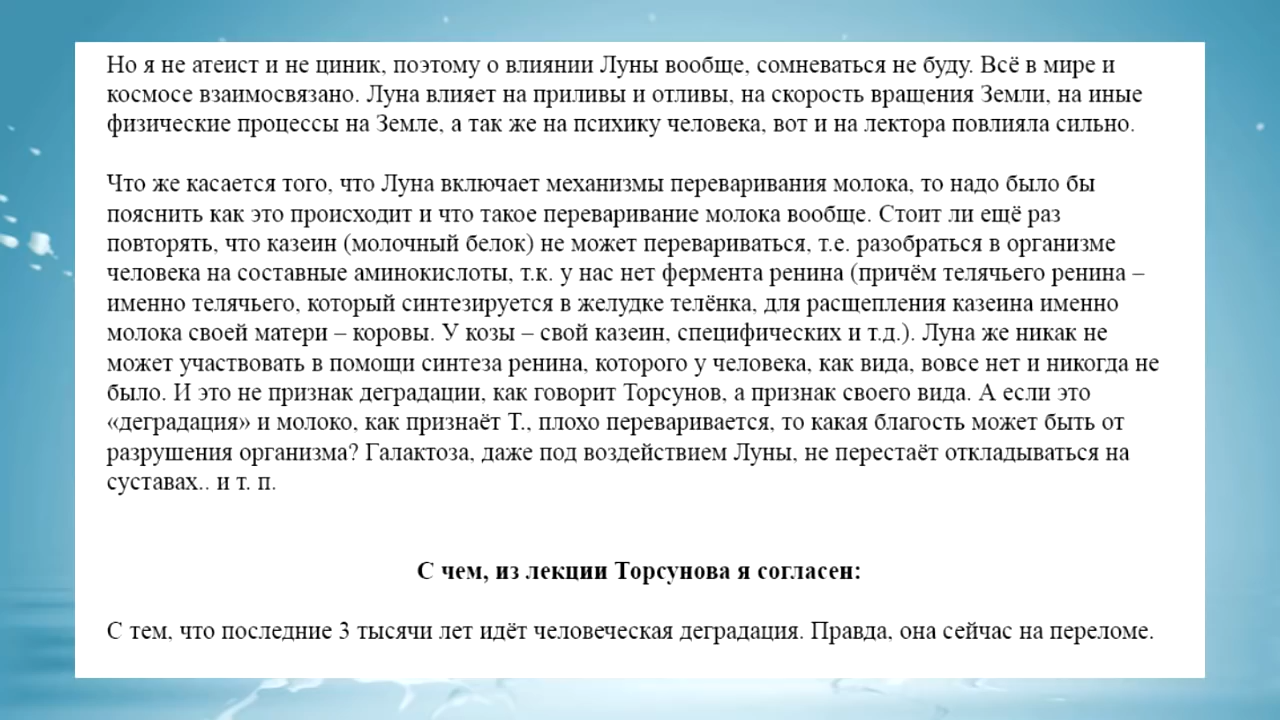 Но я не атеист и не циник, поэтому о влиянии Луны вообще, сомневаться не буду. Всё в мире и
космосе взаимосвязано. Луна влияет на приливы и отливы, на скорость вращения Земли, на иные
физические процессы на Земле, а так же на психику человека, вот и на лектора повлияла сильно.
Что же касается того, что Луна включает механизмы переваривания молока, то надо было бы
пояснить как это происходит и что такое переваривание молока вообще. Стоит ли ещё раз
повторять, что казеин (молочный белок) не может перевариваться, т.е. разобраться в организме
человека на составные аминокислоты, т.к. у нас нет фермента ренина (причём телячьего ренина –
именно телячьего, который синтезируется в желудке телёнка, для расщепления казеина именно
молока своей матери – коровы. У козы – свой казеин, специфических и т.д.). Луна же никак не
может участвовать в помощи синтеза ренина, которого у человека, как вида, вовсе нет и никогда не
было. И это не признак деградации, как говорит Торсунов, а признак своего вида. А если это
«деградация» и молоко, как признаёт Т., плохо переваривается, то какая благость может быть от
разрушения организма? Галактоза, даже под воздействием Луны, не перестаёт откладываться на
суставах.. и т. п.
С чем, из лекции Торсунова я согласен:
С тем, что последние 3 тысячи лет идёт человеческая деградация. Правда, она сейчас на переломе.